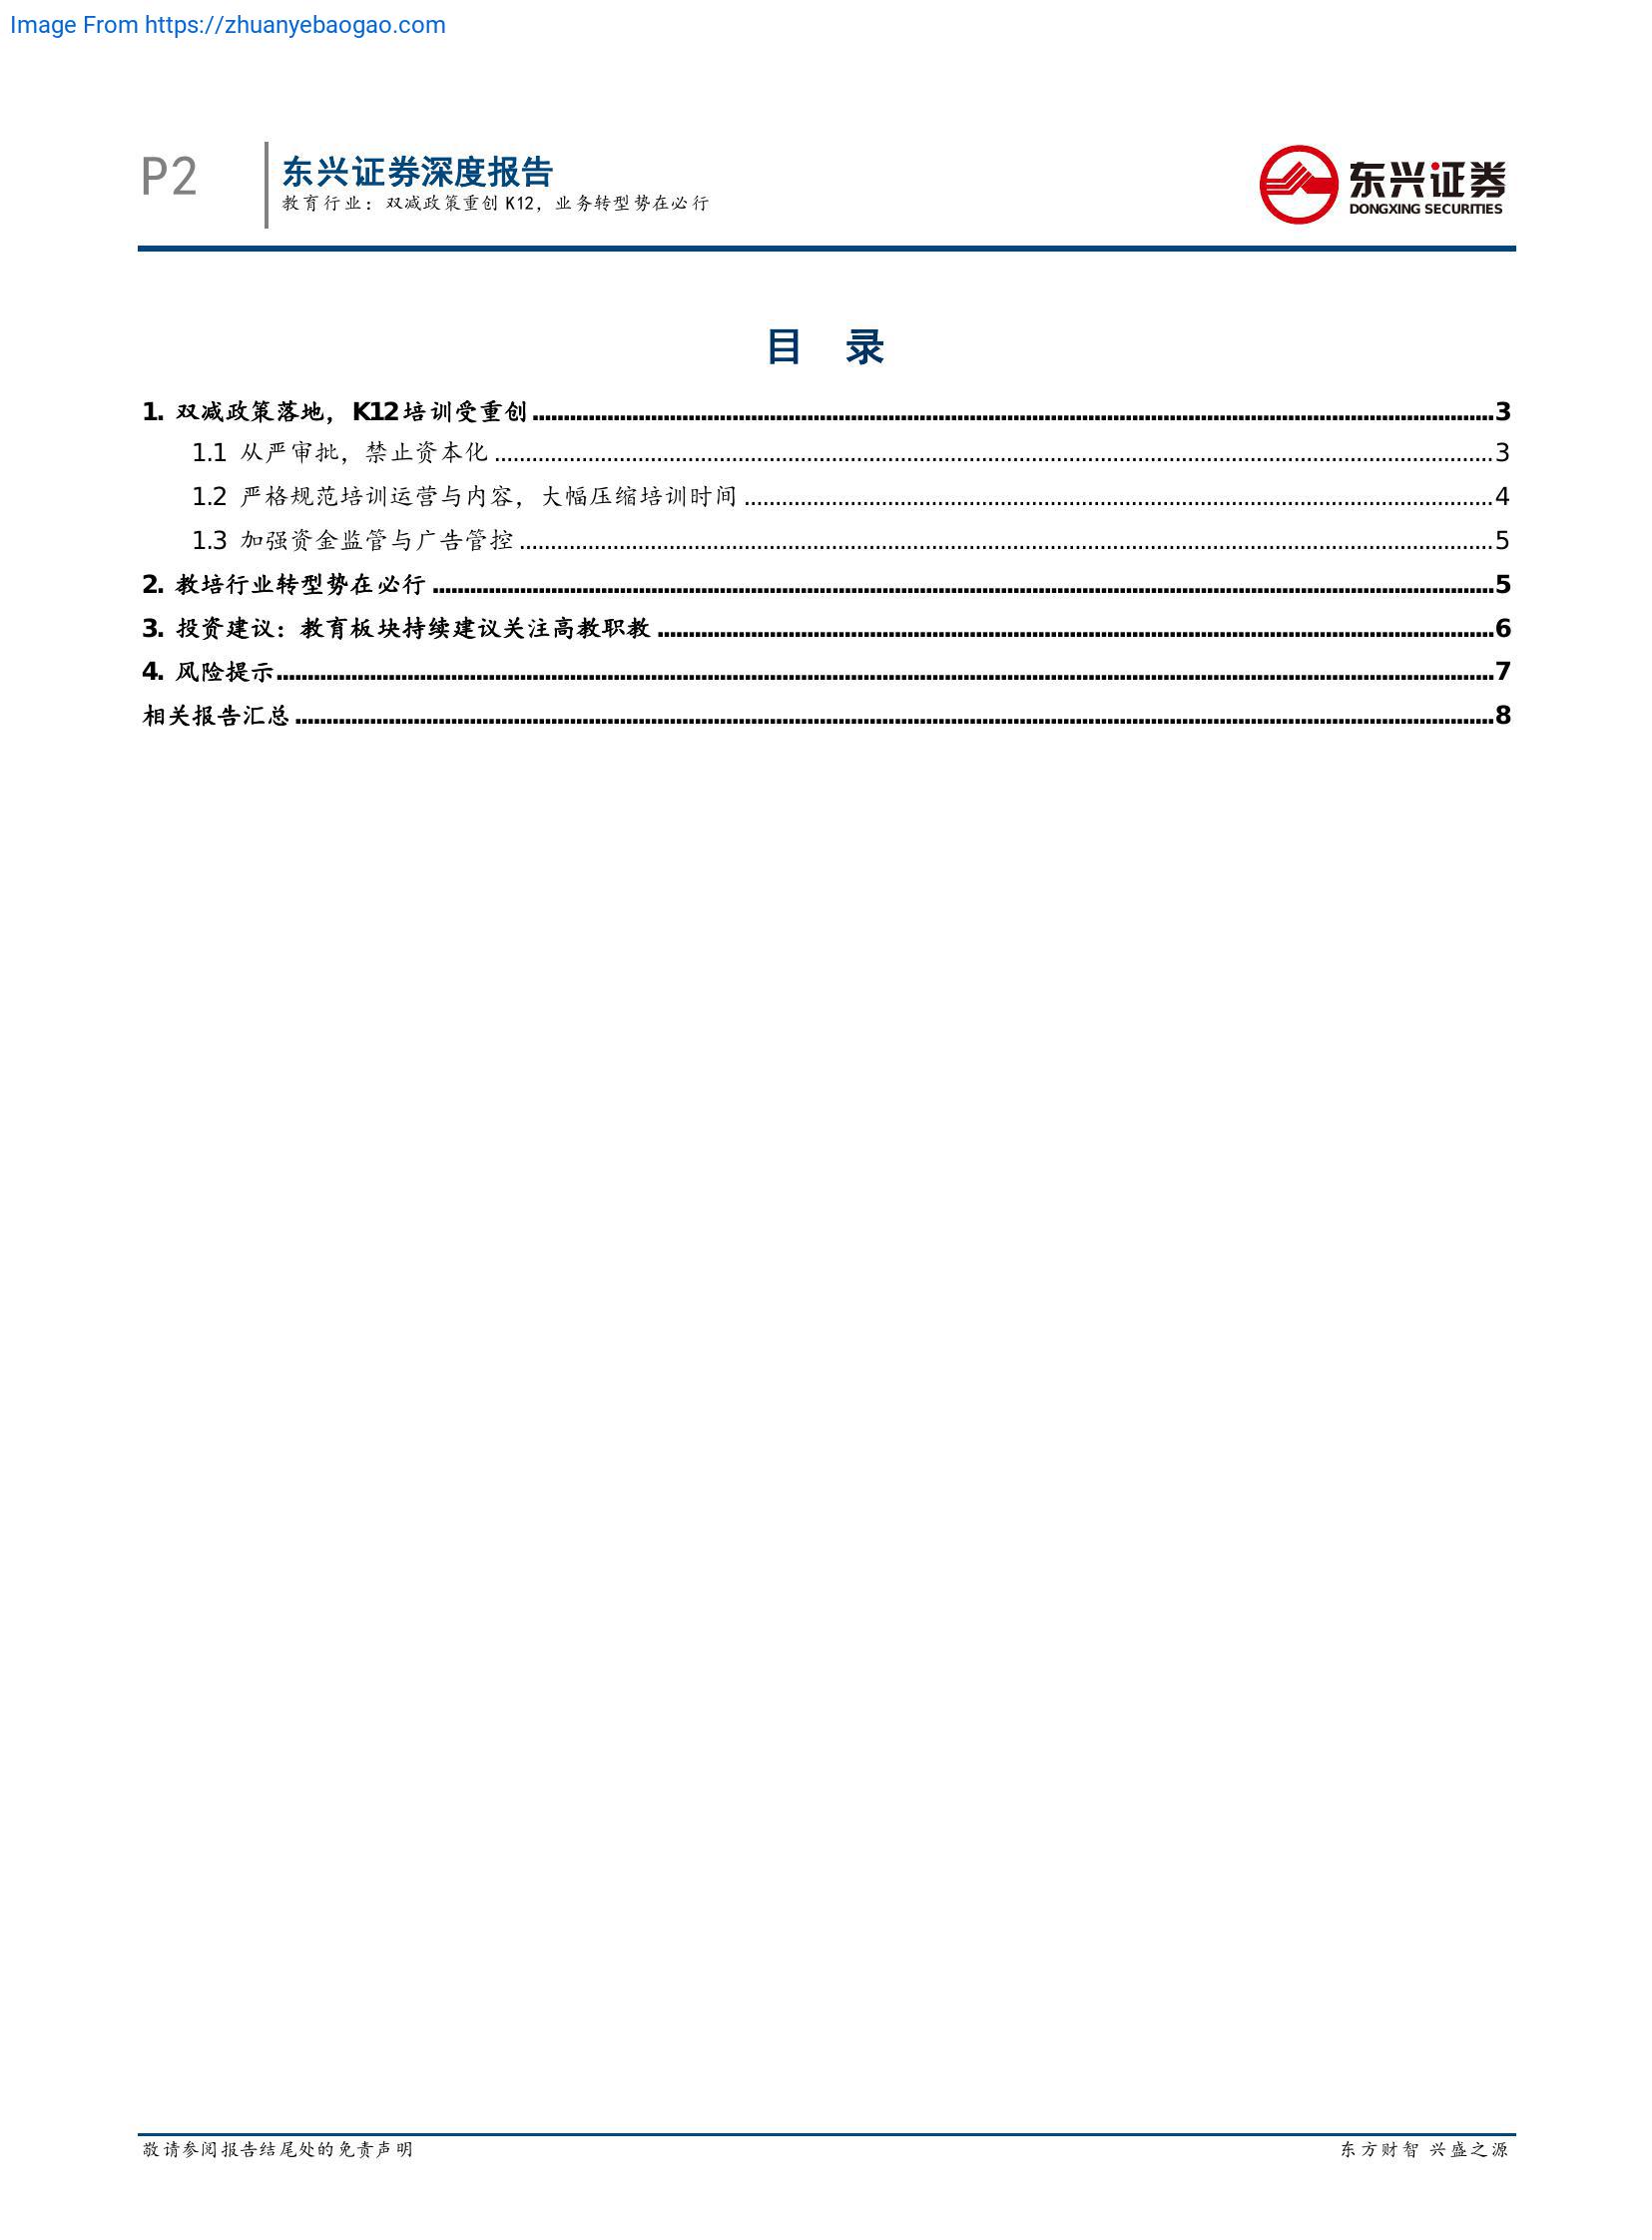 Image From https://zhuanyebaogao.com
P2
东兴证券深度报告
教育行业：双减政策重创 K12，业务转型势在必行
东兴证券
DONGXING SECURITIES
目 录
1. 双减政策落地，K12 培训受重创 ........ 3
1.1 从严审批，禁止资本化 ........ 3
1.2 严格规范培训运营与内容，大幅压缩培训时间 ........ 4
1.3 加强资金监管与广告管控 ........ 5
2. 教培行业转型势在必行 ........ 5
3. 投资建议：教育板块持续建议关注高教职教 ........ 6
4. 风险提示 ........ 7
相关报告汇总 ........ 8
敬请参阅报告结尾处的免责声明
东方财智 兴盛之源